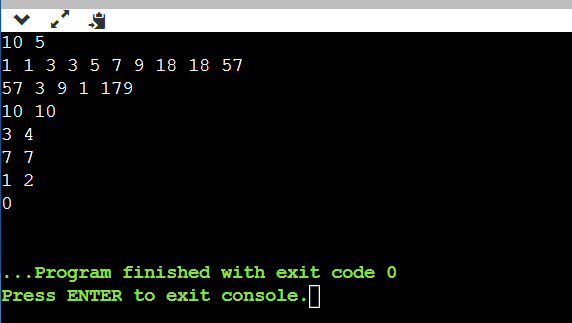 10 5
1 1 3 3 5 7 9 18 18 57
57 3 9 1 179
10 10
3 4
7 7
1 2
0
...Program finished with exit code 0
Press ENTER to exit console.